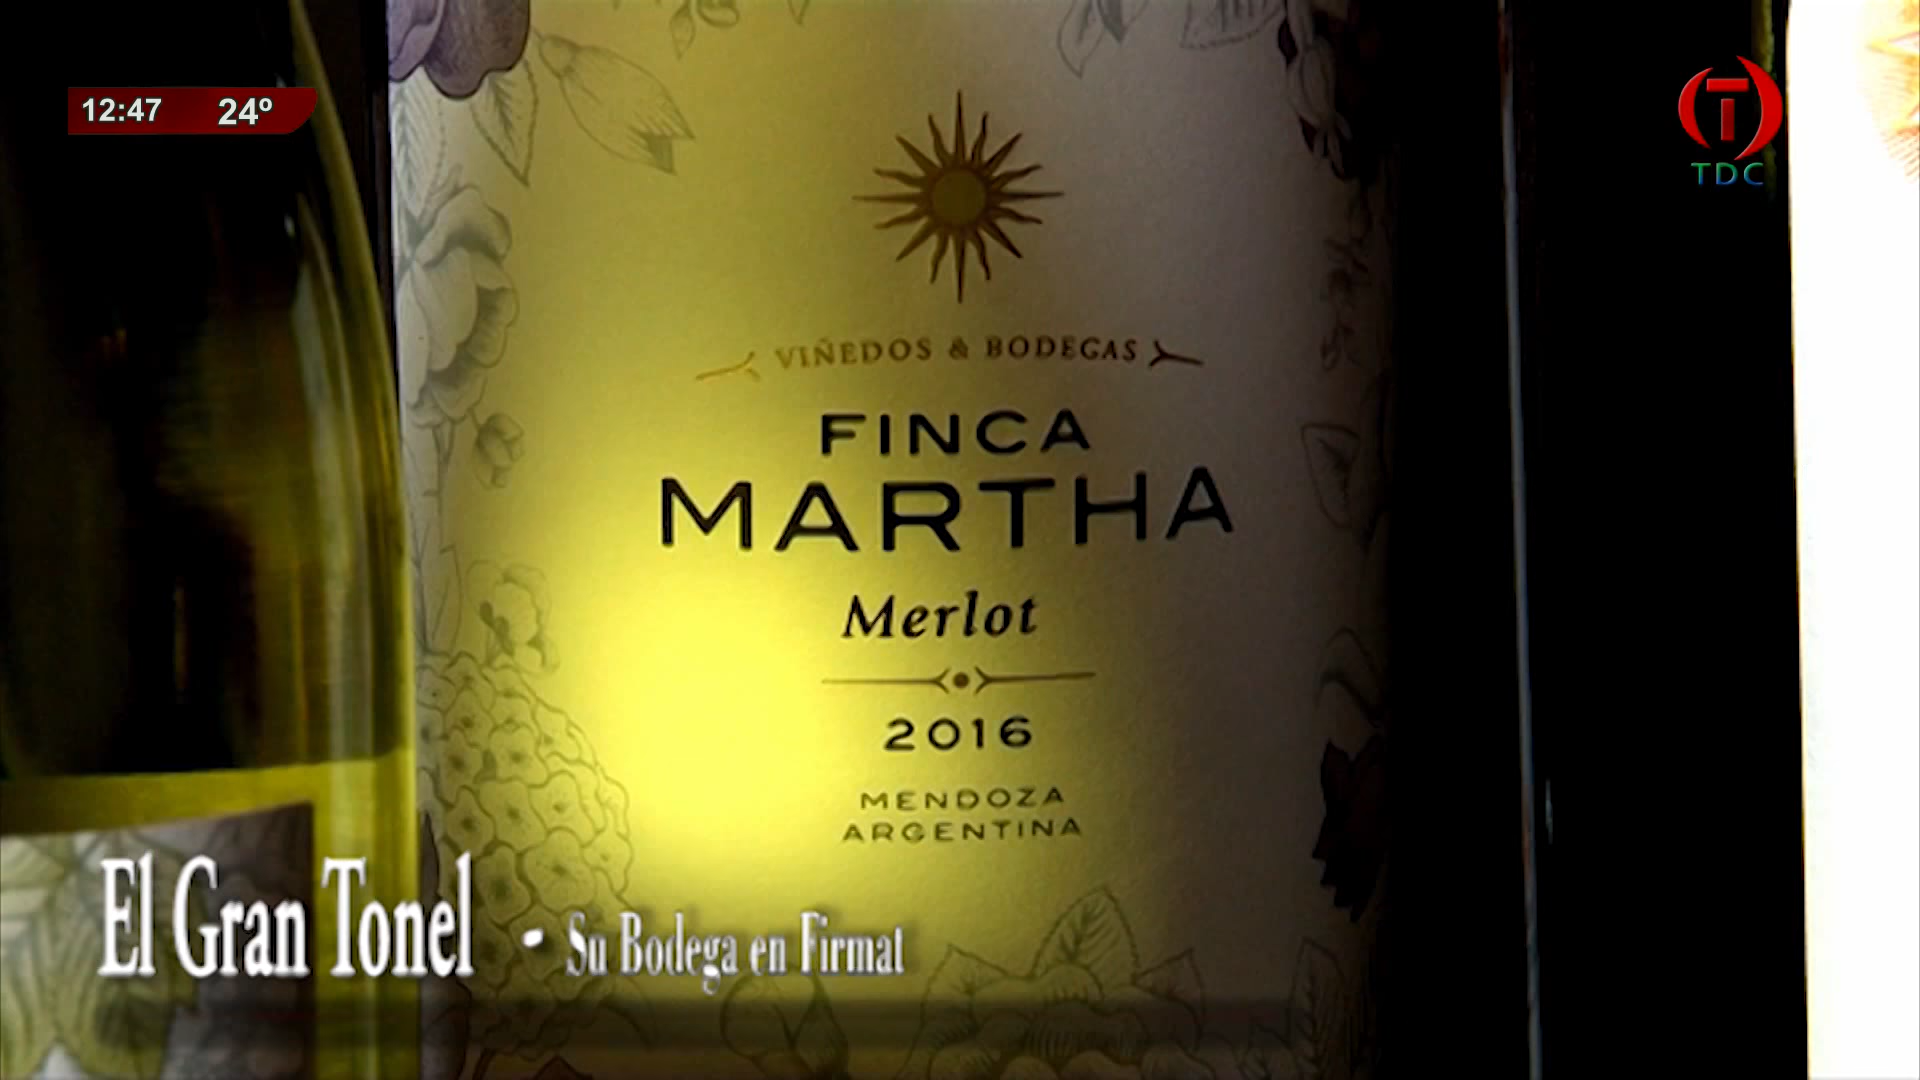 12:47 24º
T
TDC
VIÑEDOS & BODEGAS
FINCA
MARTHA
Merlot
2016
MENDOZA
ARGENTINA
El Gran Tonel - Su Bodega en Firmat